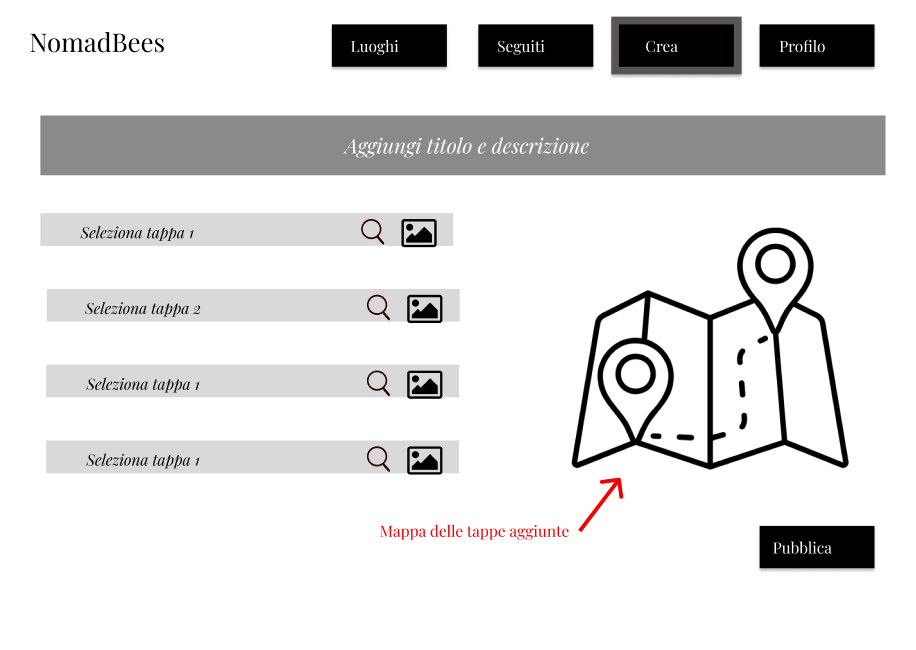 NomadBees
Luoghi
Seguiti
Crea
Profilo
Aggiungi titolo e descrizione
Seleziona tappa 1
Seleziona tappa 2
Seleziona tappa 1
Seleziona tappa 1
Mappa delle tappe aggiunte
Pubblica